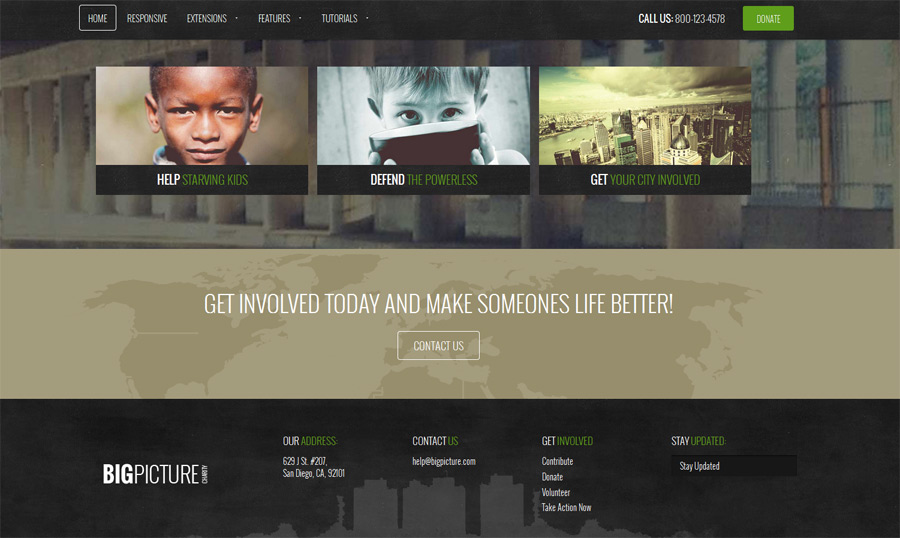 HOME RESPONSIVE EXTENSIONS FEATURES TUTORIALS CALL US: 800-123-4578 DONATE
HELP STARVING KIDS
DEFEND THE POWERLESS
GET YOUR CITY INVOLVED
GET INVOLVED TODAY AND MAKE SOMEONES LIFE BETTER!
CONTACT US
BIGPICTURE CHARITY
OUR ADDRESS:
629 J St. #207,
San Diego, CA, 92101
CONTACT US
help@bigpicture.com
GET INVOLVED
Contribute
Donate
Volunteer
Take Action Now
STAY UPDATED:
Stay Updated